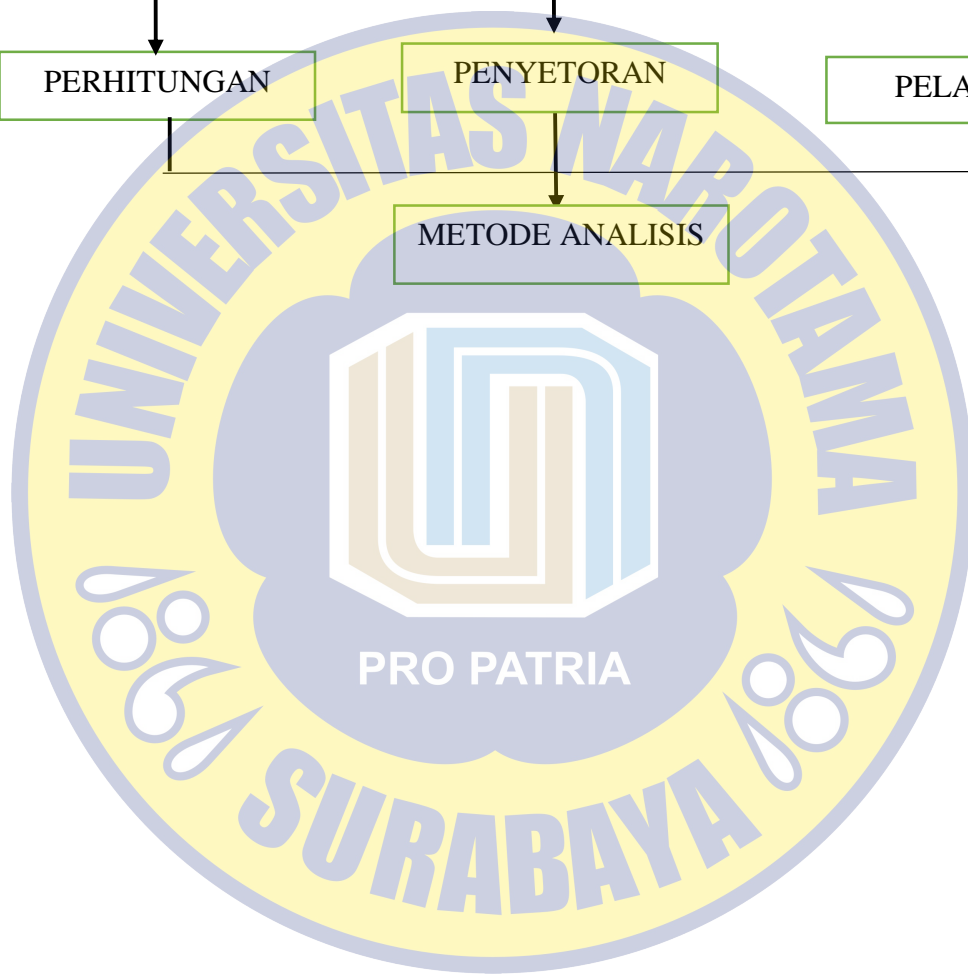 PERHITUNGAN
PENYETORAN
PELA
METODE ANALISIS
UNIVERSITAS NAROTAMA
PRO PATRIA
SURABAYA